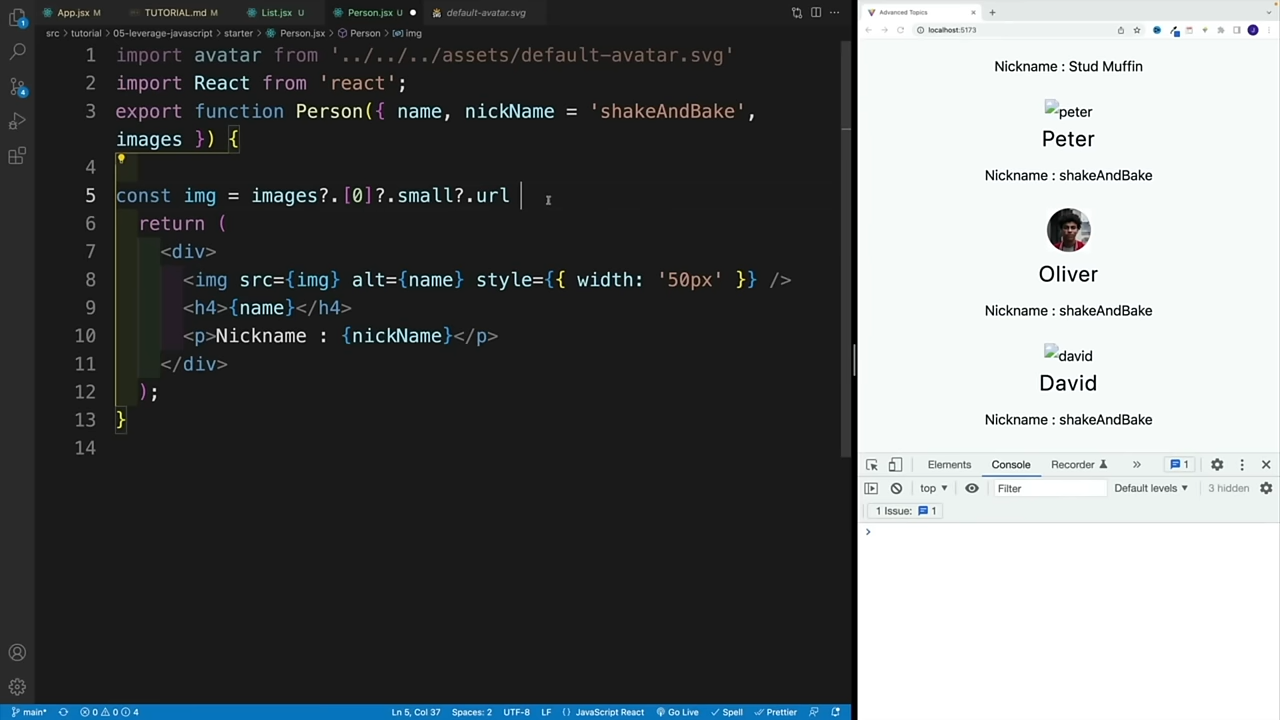 App.jsx M
TUTORIAL.md M
List.jsx U
Person.jsx U
default-avatar.svg
src > tutorial > 05-leverage-javascript > starter > Person.jsx > Person > img
1 import avatar from '../../../assets/default-avatar.svg'
2 import React from 'react';
3 export function Person({ name, nickName = 'shakeAndBake',
images }) {
4
5 const img = images?.[0]?.small?.url
6 return (
7 <div>
8 <img src={img} alt={name} style={{ width: '50px' }} />
9 <h4>{name}</h4>
10 <p>Nickname : {nickName}</p>
11 </div>
12 );
13 }
14
main*
0 0 4
Ln 5, Col 37
Spaces: 2
UTF-8
LF
JavaScript React
Go Live
Spell
Prettier
Advanced Topics
localhost:5173
Nickname : Stud Muffin
peter
Peter
Nickname : shakeAndBake
Oliver
Nickname : shakeAndBake
david
David
Nickname : shakeAndBake
Elements
Console
Recorder
1
top
Filter
Default levels
3 hidden
1 Issue: 1